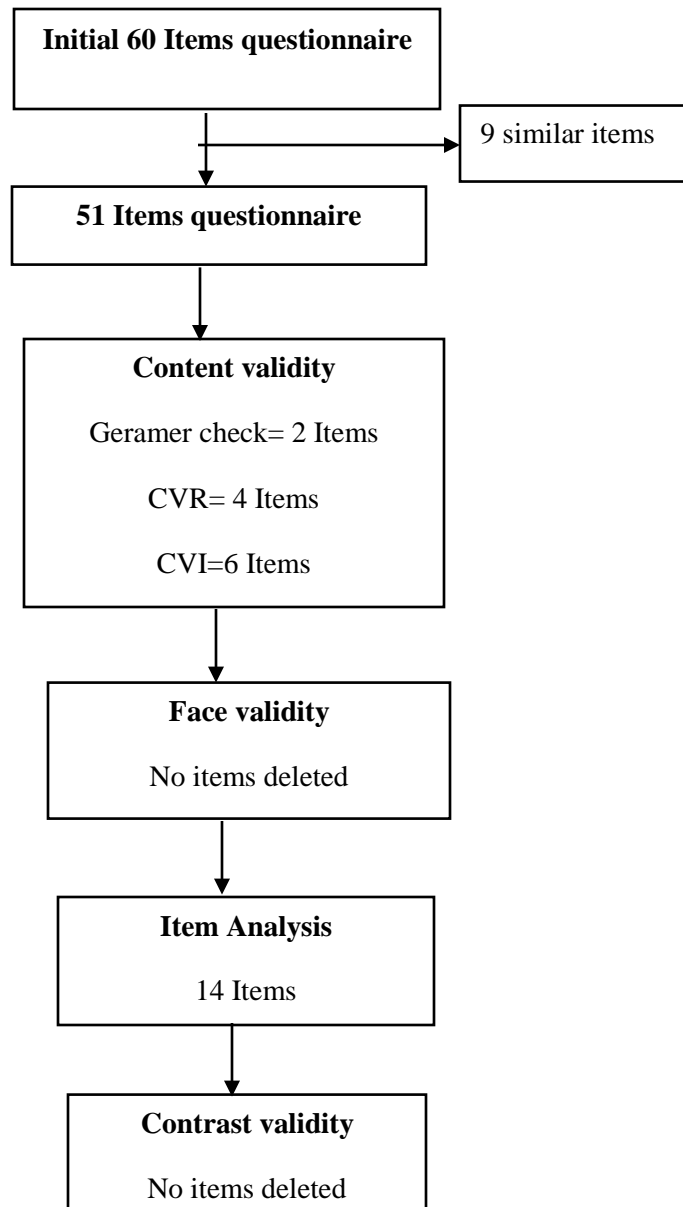 Initial 60 Items questionnaire
9 similar items
51 Items questionnaire
Content validity
Geramer check= 2 Items
CVR= 4 Items
CVI=6 Items
Face validity
No items deleted
Item Analysis
14 Items
Contrast validity
No items deleted